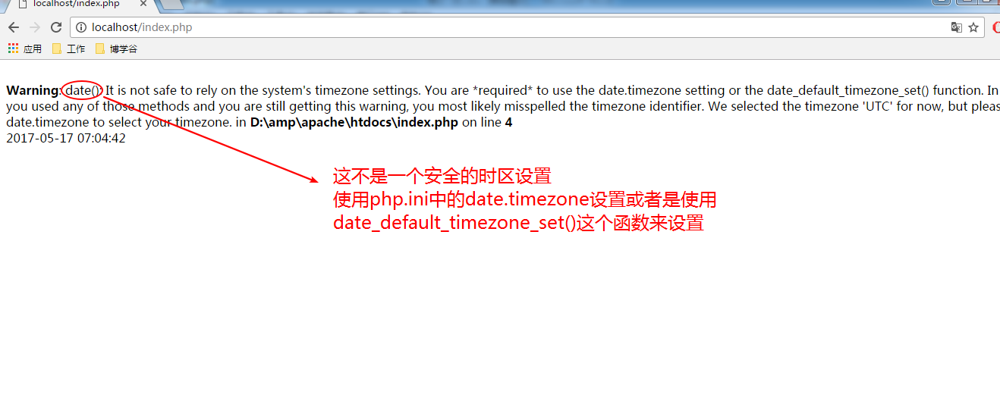 localhost/index.php
localhost/index.php
应用 工作 博学谷
Warning: date(): It is not safe to rely on the system's timezone settings. You are *required* to use the date.timezone setting or the date_default_timezone_set() function. In
you used any of those methods and you are still getting this warning, you most likely misspelled the timezone identifier. We selected the timezone 'UTC' for now, but pleas
date.timezone to select your timezone. in D:\amp\apache\htdocs\index.php on line 4
2017-05-17 07:04:42
这不是一个安全的时区设置
使用php.ini中的date.timezone设置或者是使用
date_default_timezone_set()这个函数来设置